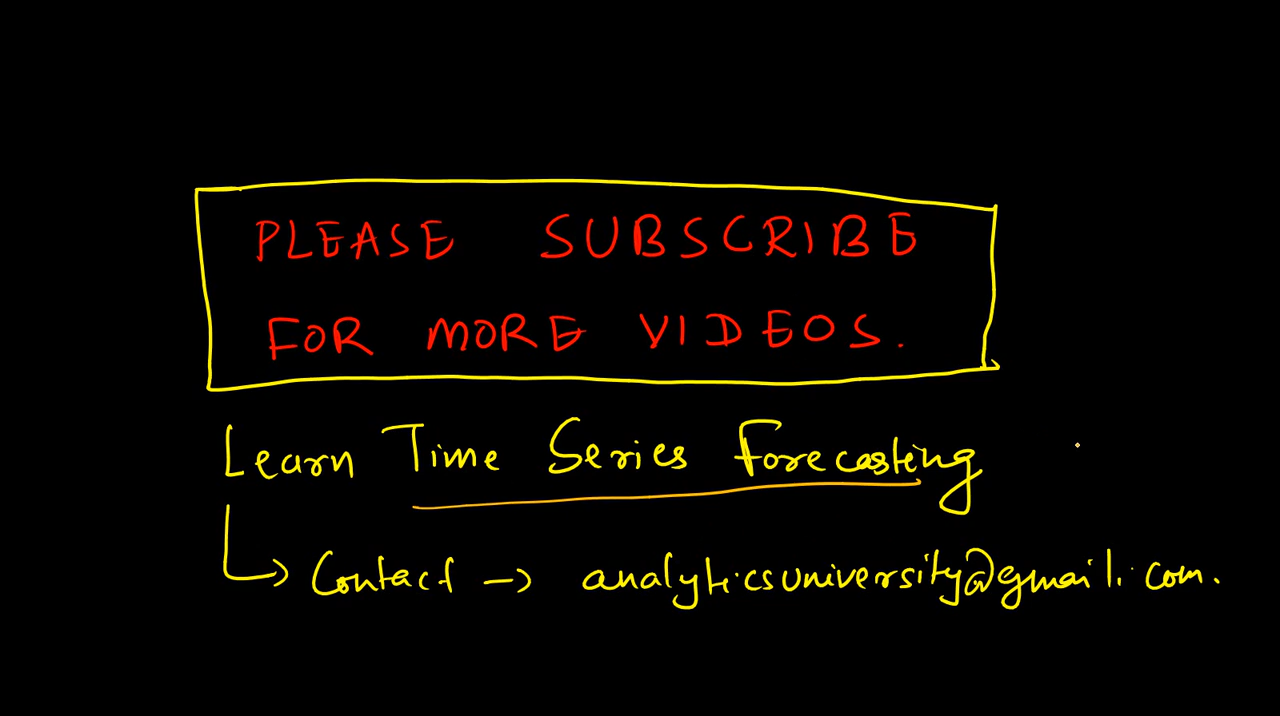 PLEASE SUBSCRIBE
FOR MORE VIDEOS.
Learn Time Series Forecasting
↳ Contact → analyticsuniversity@gmail.com.